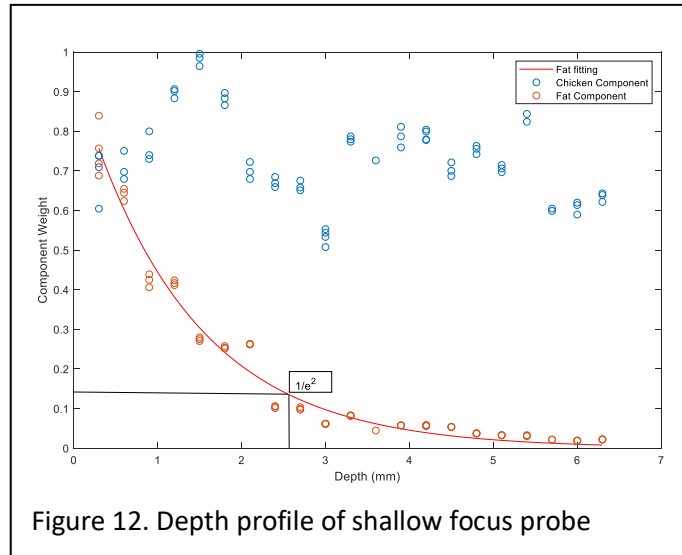 1
0.9
0.8
0.7
0.6
0.5
0.4
0.3
0.2
0.1
0
Component Weight
Fat fitting
Chicken Component
Fat Component
1/e²
0 1 2 3 4 5 6 7
Depth (mm)
Figure 12. Depth profile of shallow focus probe